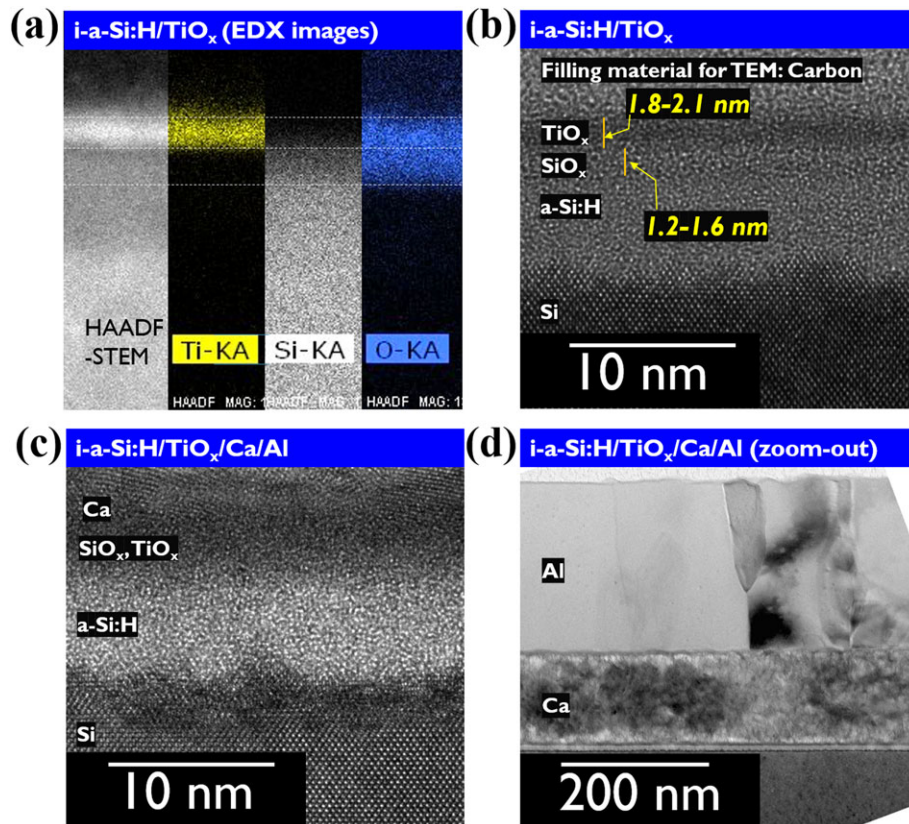 (a) i-a-Si:H/TiOx (EDX images)
HAADF
-STEM
Ti-KA
Si-KA
O-KA
HAADF MAG: 1
HAADF MAG: 1
HAADF MAG: 1
(b) i-a-Si:H/TiOx
Filling material for TEM: Carbon
1.8-2.1 nm
TiOx
SiOx
a-Si:H
1.2-1.6 nm
Si
10 nm
(c) i-a-Si:H/TiOx/Ca/Al
Ca
SiOx,TiOx
a-Si:H
Si
10 nm
(d) i-a-Si:H/TiOx/Ca/Al (zoom-out)
Al
Ca
200 nm